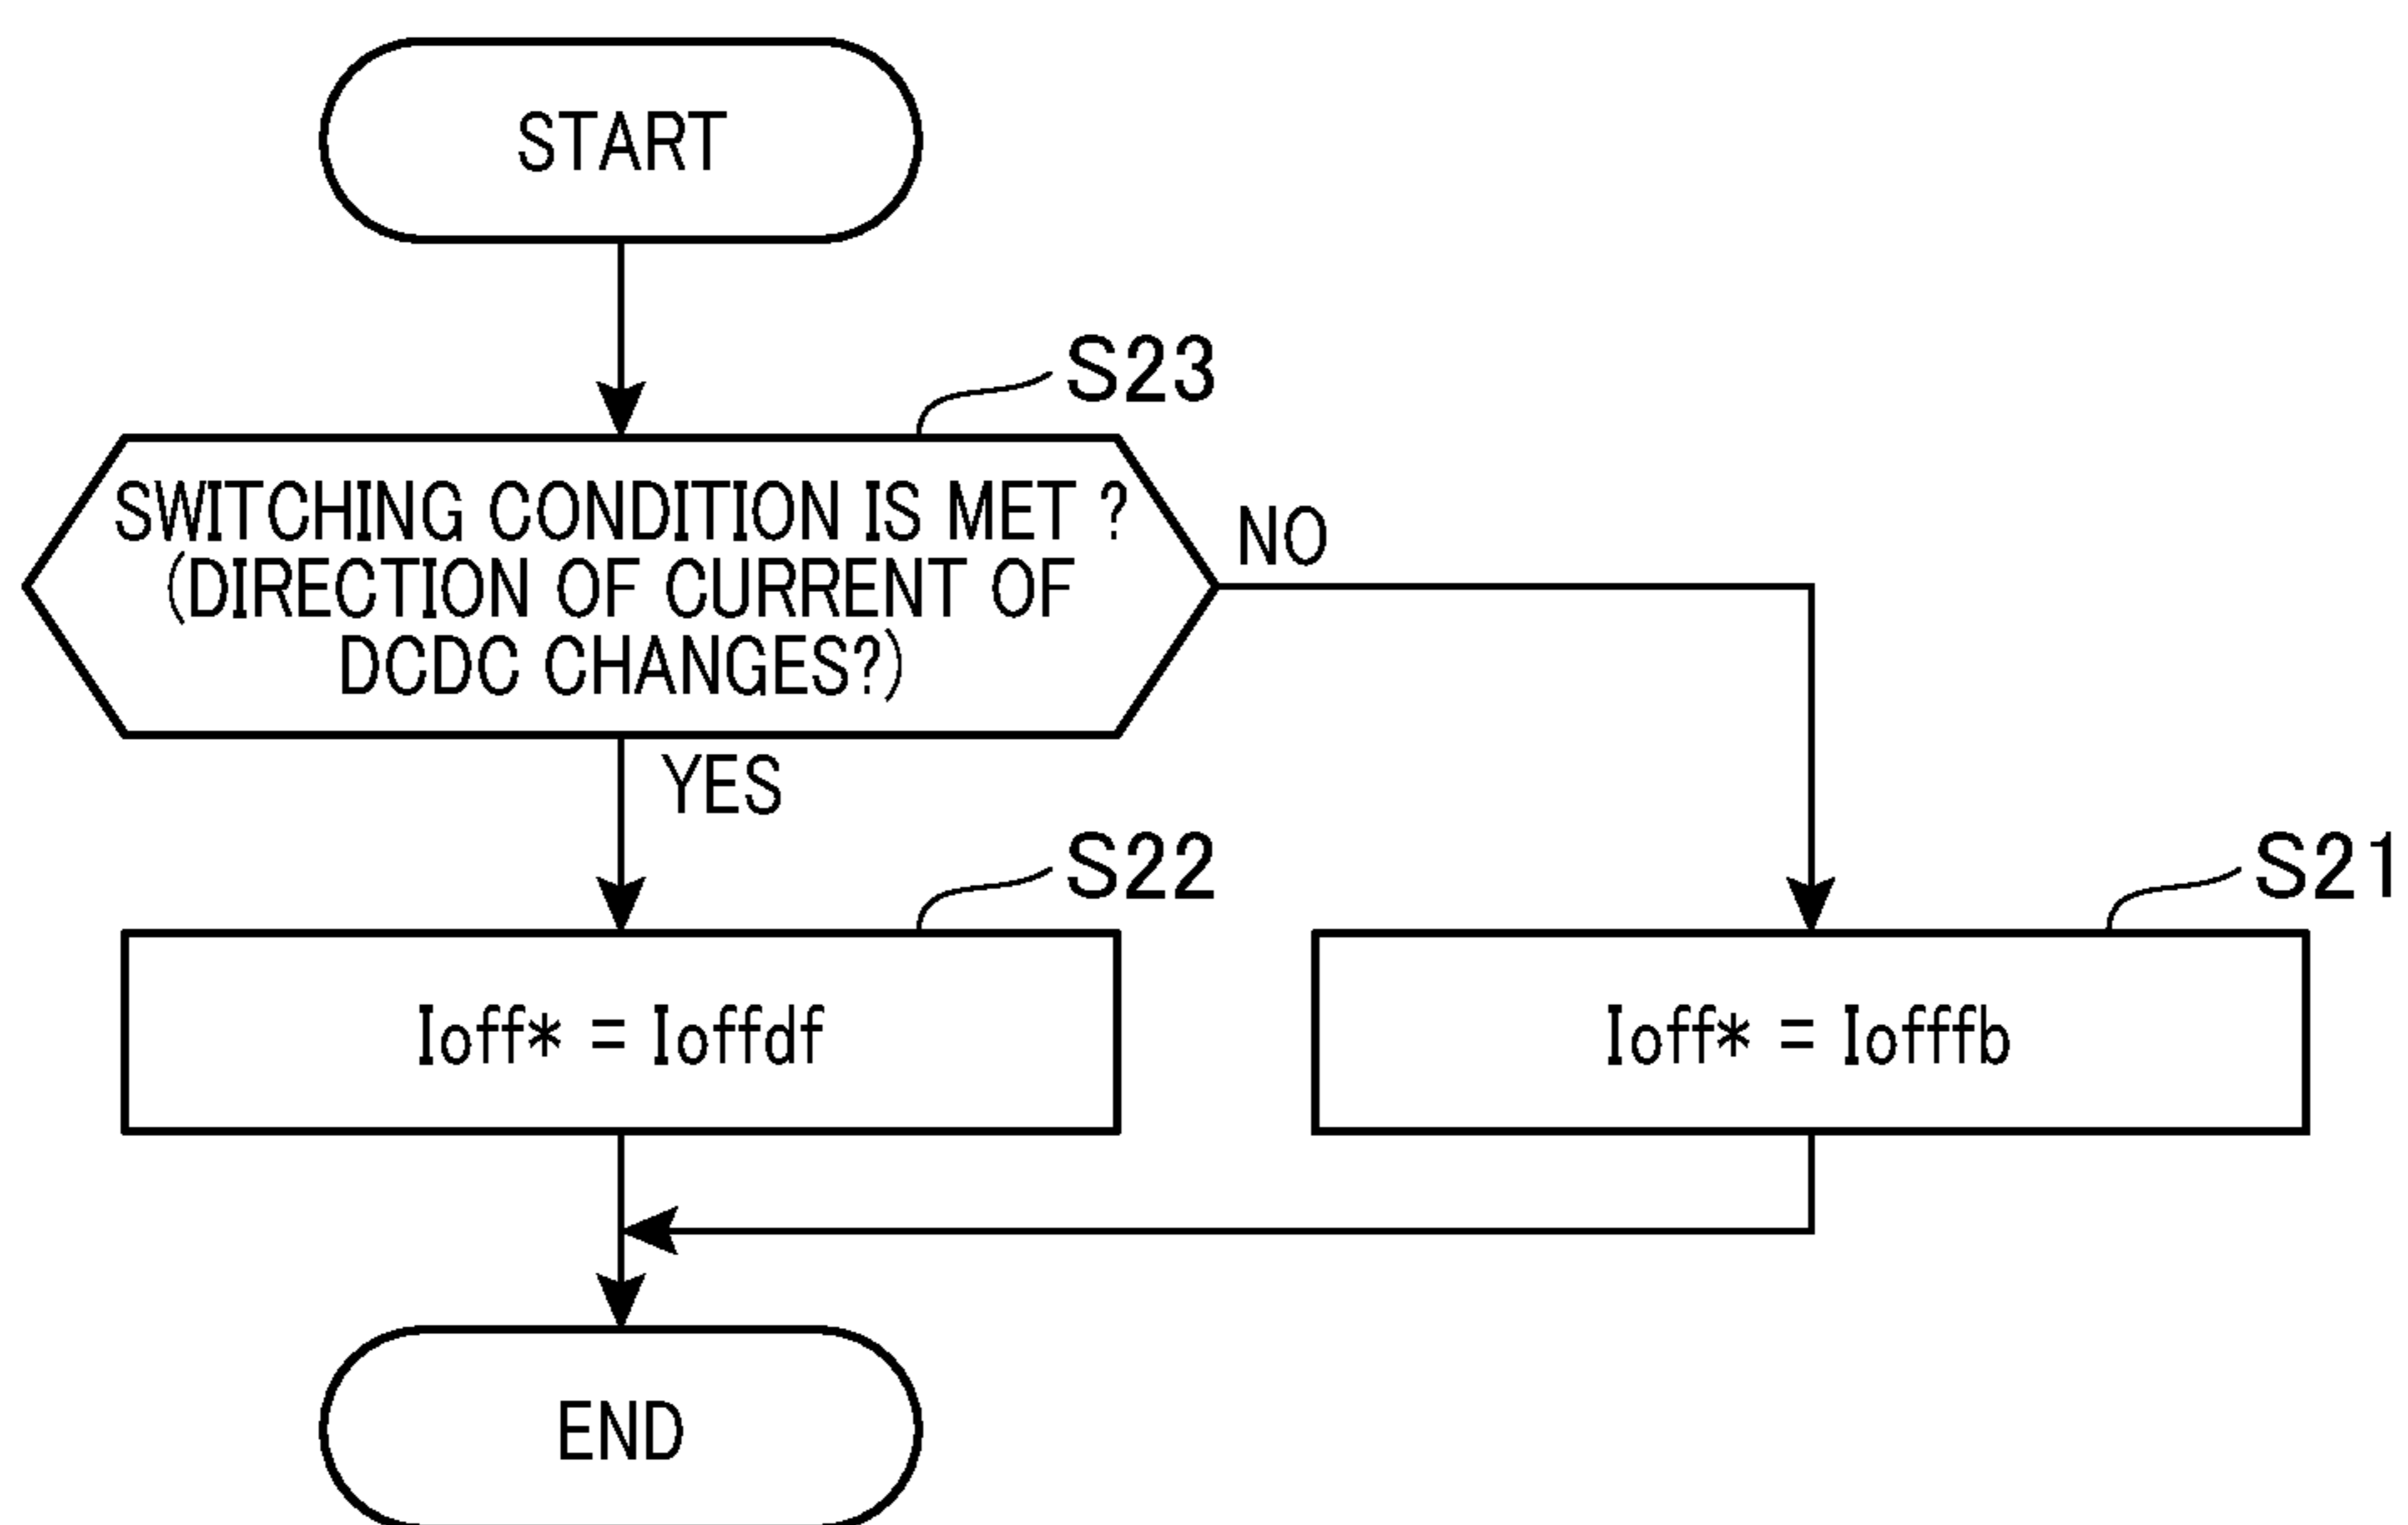 START
S23
SWITCHING CONDITION IS MET ?
(DIRECTION OF CURRENT OF
DCDC CHANGES?)
NO
YES
S22
S21
Ioff* = Ioffdf
Ioff* = Iofffb
END